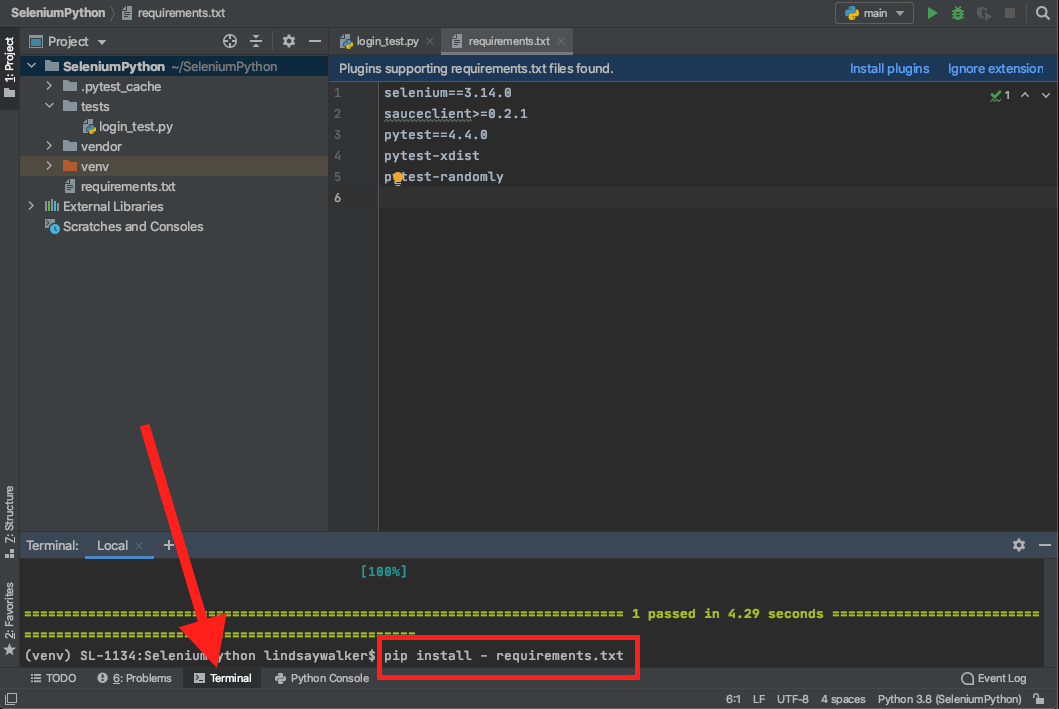 SeleniumPython requirements.txt main
1: Project
Project login_test.py requirements.txt
SeleniumPython ~/SeleniumPython
.pytest_cache
tests
login_test.py
vendor
venv
requirements.txt
External Libraries
Scratches and Consoles
Plugins supporting requirements.txt files found. Install plugins Ignore extension
1 selenium==3.14.0 1
2 sauceclient>=0.2.1
3 pytest==4.4.0
4 pytest-xdist
5 pytest-randomly
6
Z: Structure
2: Favorites
Terminal: Local +
[100%]
============================================================================ 1 passed in 4.29 seconds ==========================
=================================================
(venv) SL-1134:SeleniumPython lindsaywalker$ pip install - requirements.txt
TODO 6: Problems Terminal Python Console Event Log
6:1 LF UTF-8 4 spaces Python 3.8 (SeleniumPython)